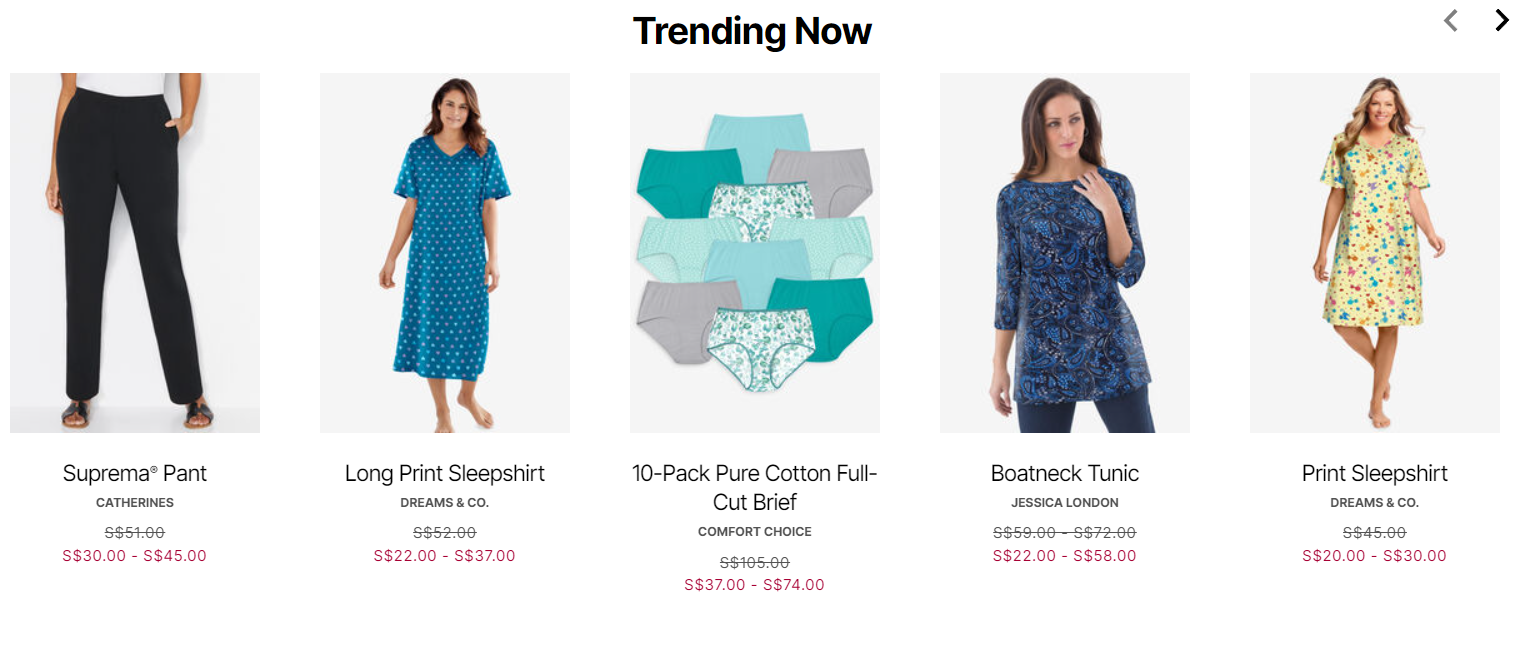 Trending Now
Suprema® Pant
CATHERINES
S$51.00
S$30.00 - S$45.00
Long Print Sleepshirt
DREAMS & CO.
S$52.00
S$22.00 - S$37.00
10-Pack Pure Cotton Full-
Cut Brief
COMFORT CHOICE
S$105.00
S$37.00 - S$74.00
Boatneck Tunic
JESSICA LONDON
S$59.00 - S$72.00
S$22.00 - S$58.00
Print Sleepshirt
DREAMS & CO.
S$45.00
S$20.00 - S$30.00